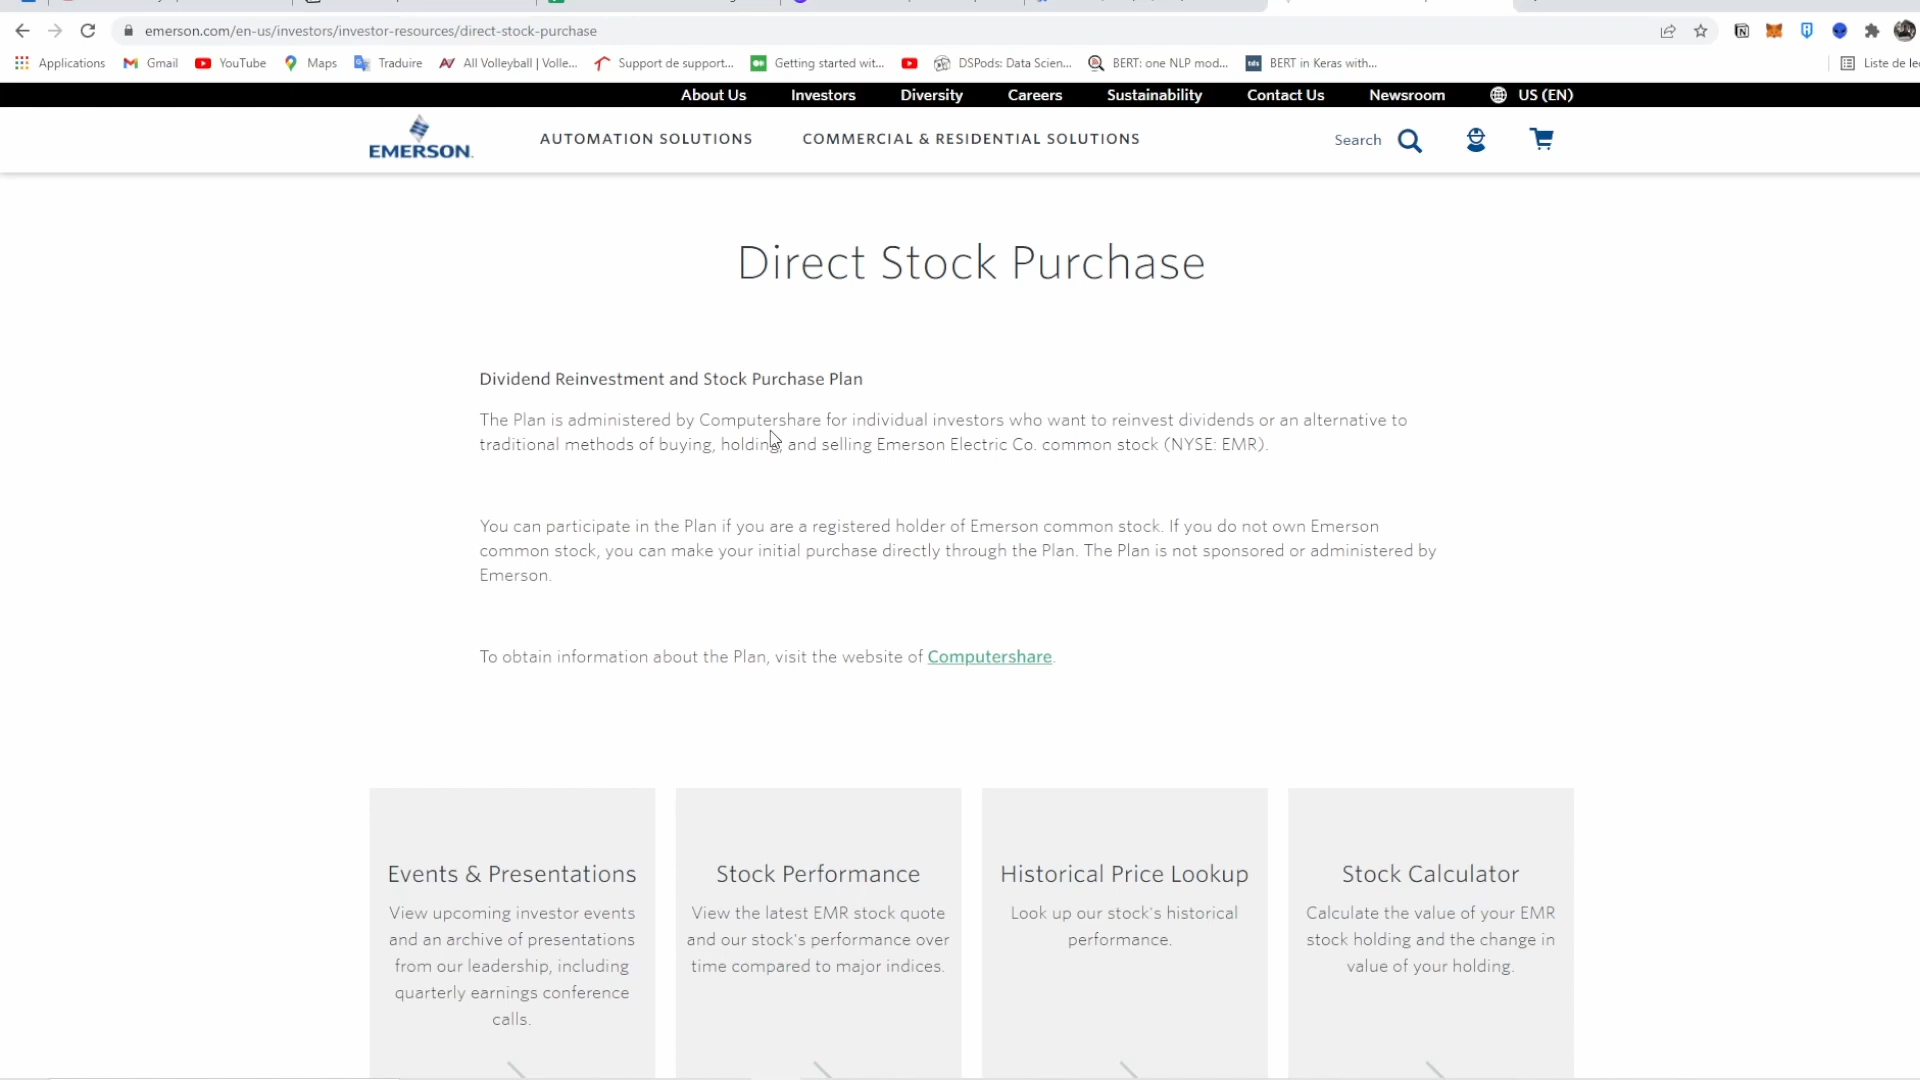 emerson.com/en-us/investors/investor-resources/direct-stock-purchase
Applications Gmail YouTube Maps Traduire All Volleyball | Volle... Support de support... Getting started wit... DSPods: Data Scien... BERT: one NLP mod... tds BERT in Keras with... Liste de le
About Us Investors Diversity Careers Sustainability Contact Us Newsroom US (EN)
EMERSON. AUTOMATION SOLUTIONS COMMERCIAL & RESIDENTIAL SOLUTIONS Search
Direct Stock Purchase
Dividend Reinvestment and Stock Purchase Plan
The Plan is administered by Computershare for individual investors who want to reinvest dividends or an alternative to
traditional methods of buying, holding, and selling Emerson Electric Co. common stock (NYSE: EMR).
You can participate in the Plan if you are a registered holder of Emerson common stock. If you do not own Emerson
common stock, you can make your initial purchase directly through the Plan. The Plan is not sponsored or administered by
Emerson.
To obtain information about the Plan, visit the website of Computershare.
Events & Presentations
View upcoming investor events
and an archive of presentations
from our leadership, including
quarterly earnings conference
calls.
Stock Performance
View the latest EMR stock quote
and our stock's performance over
time compared to major indices.
Historical Price Lookup
Look up our stock's historical
performance.
Stock Calculator
Calculate the value of your EMR
stock holding and the change in
value of your holding.